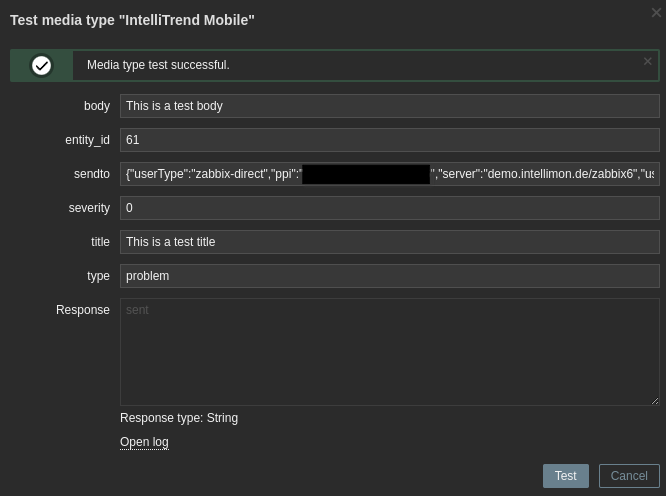 Test media type "IntelliTrend Mobile"
Media type test successful.
body This is a test body
entity_id 61
sendto {"userType":"zabbix-direct","ppi":" ","server":"demo.intellimon.de/zabbix6","us
severity 0
title This is a test title
type problem
Response sent
Response type: String
Open log
Test Cancel